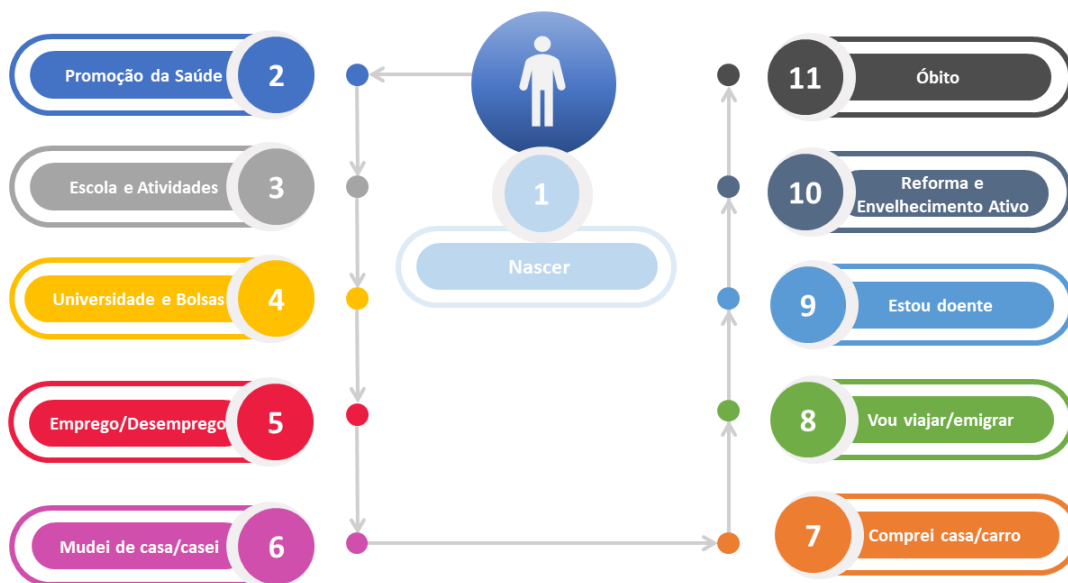 1
Nascer
2
Promoção da Saúde
3
Escola e Atividades
4
Universidade e Bolsas
5
Emprego/Desemprego
6
Mudei de casa/casei
7
Comprei casa/carro
8
Vou viajar/emigrar
9
Estou doente
10
Reforma e
Envelhecimento Ativo
11
Óbito